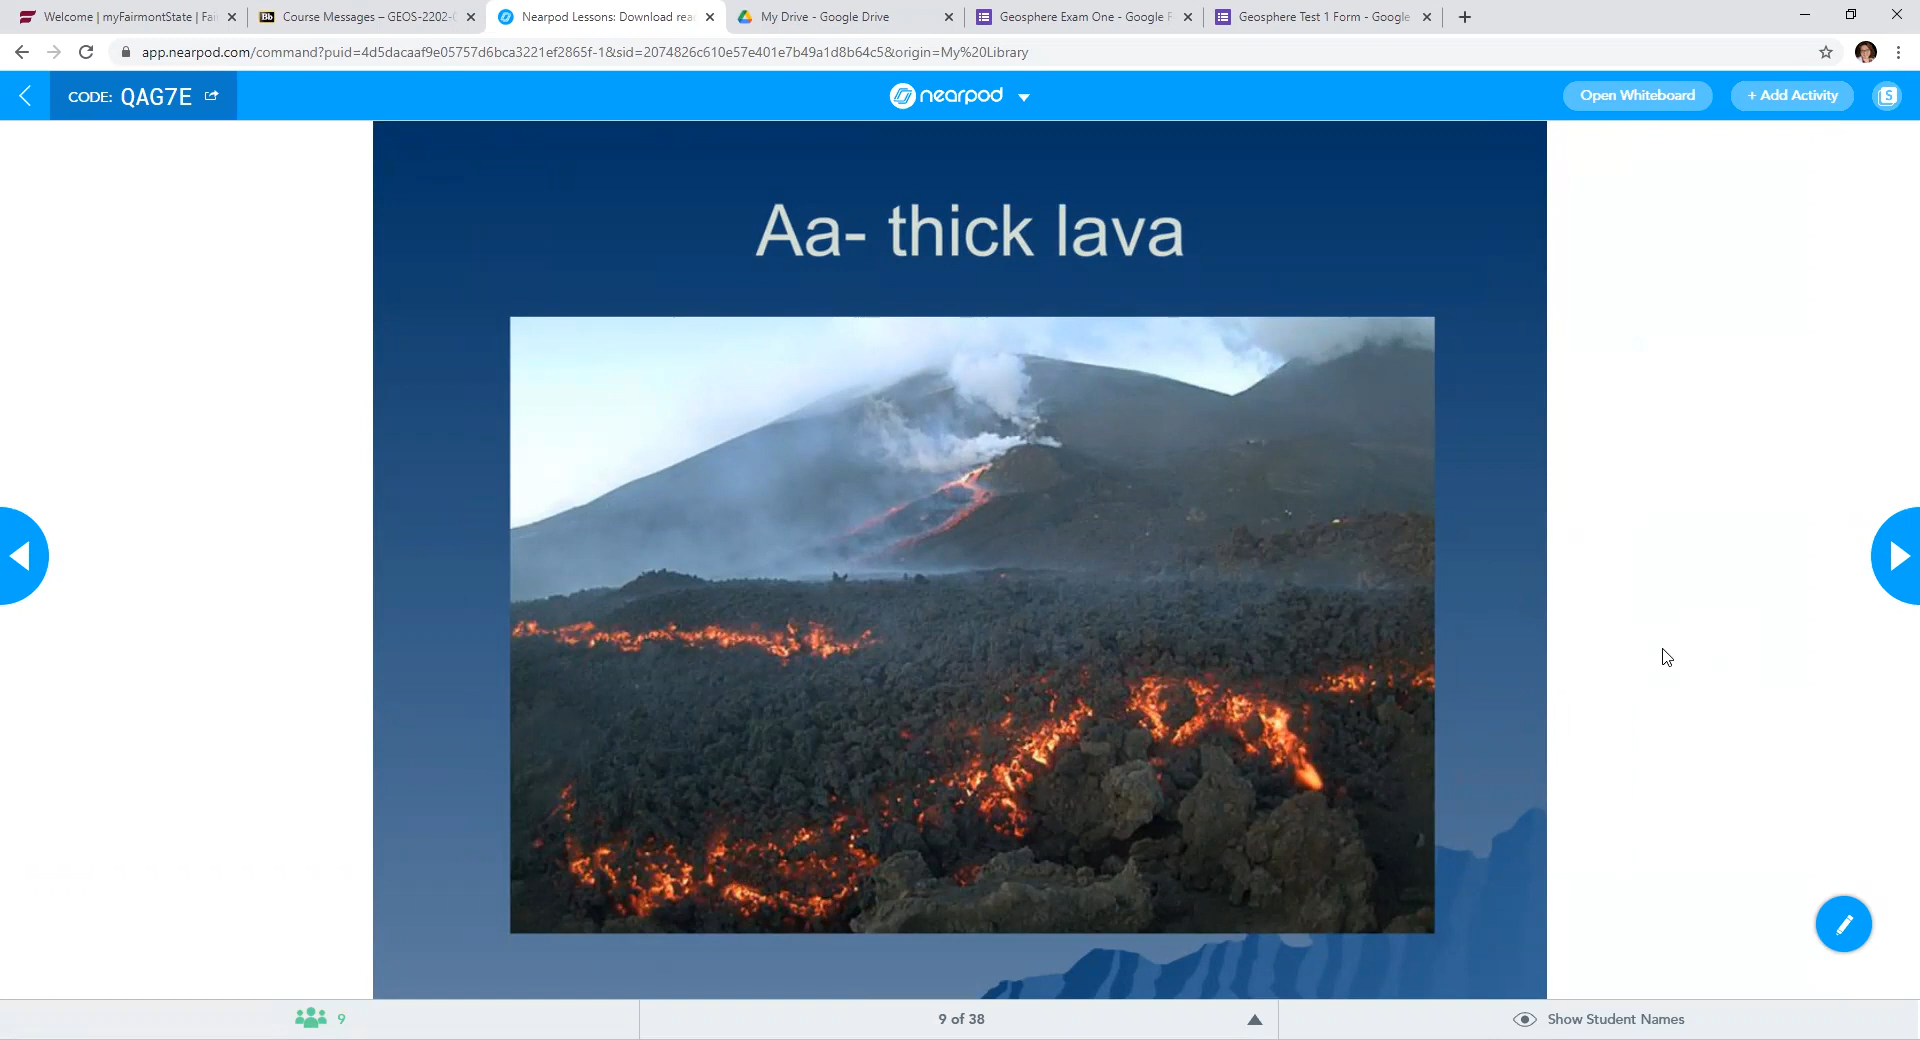 Welcome | myFairmontState | Fai
Course Messages – GEOS-2202-0
Nearpod Lessons: Download rea
My Drive - Google Drive
Geosphere Exam One - Google F
Geosphere Test 1 Form - Google
app.nearpod.com/command?puid=4d5dacaaf9e05757d6bca3221ef2865f-1&sid=2074826c610e57e401e7b49a1d8b64c5&origin=My%20Library
CODE: QAG7E
nearpod
Open Whiteboard
+ Add Activity
S
Aa- thick lava
9
9 of 38
Show Student Names